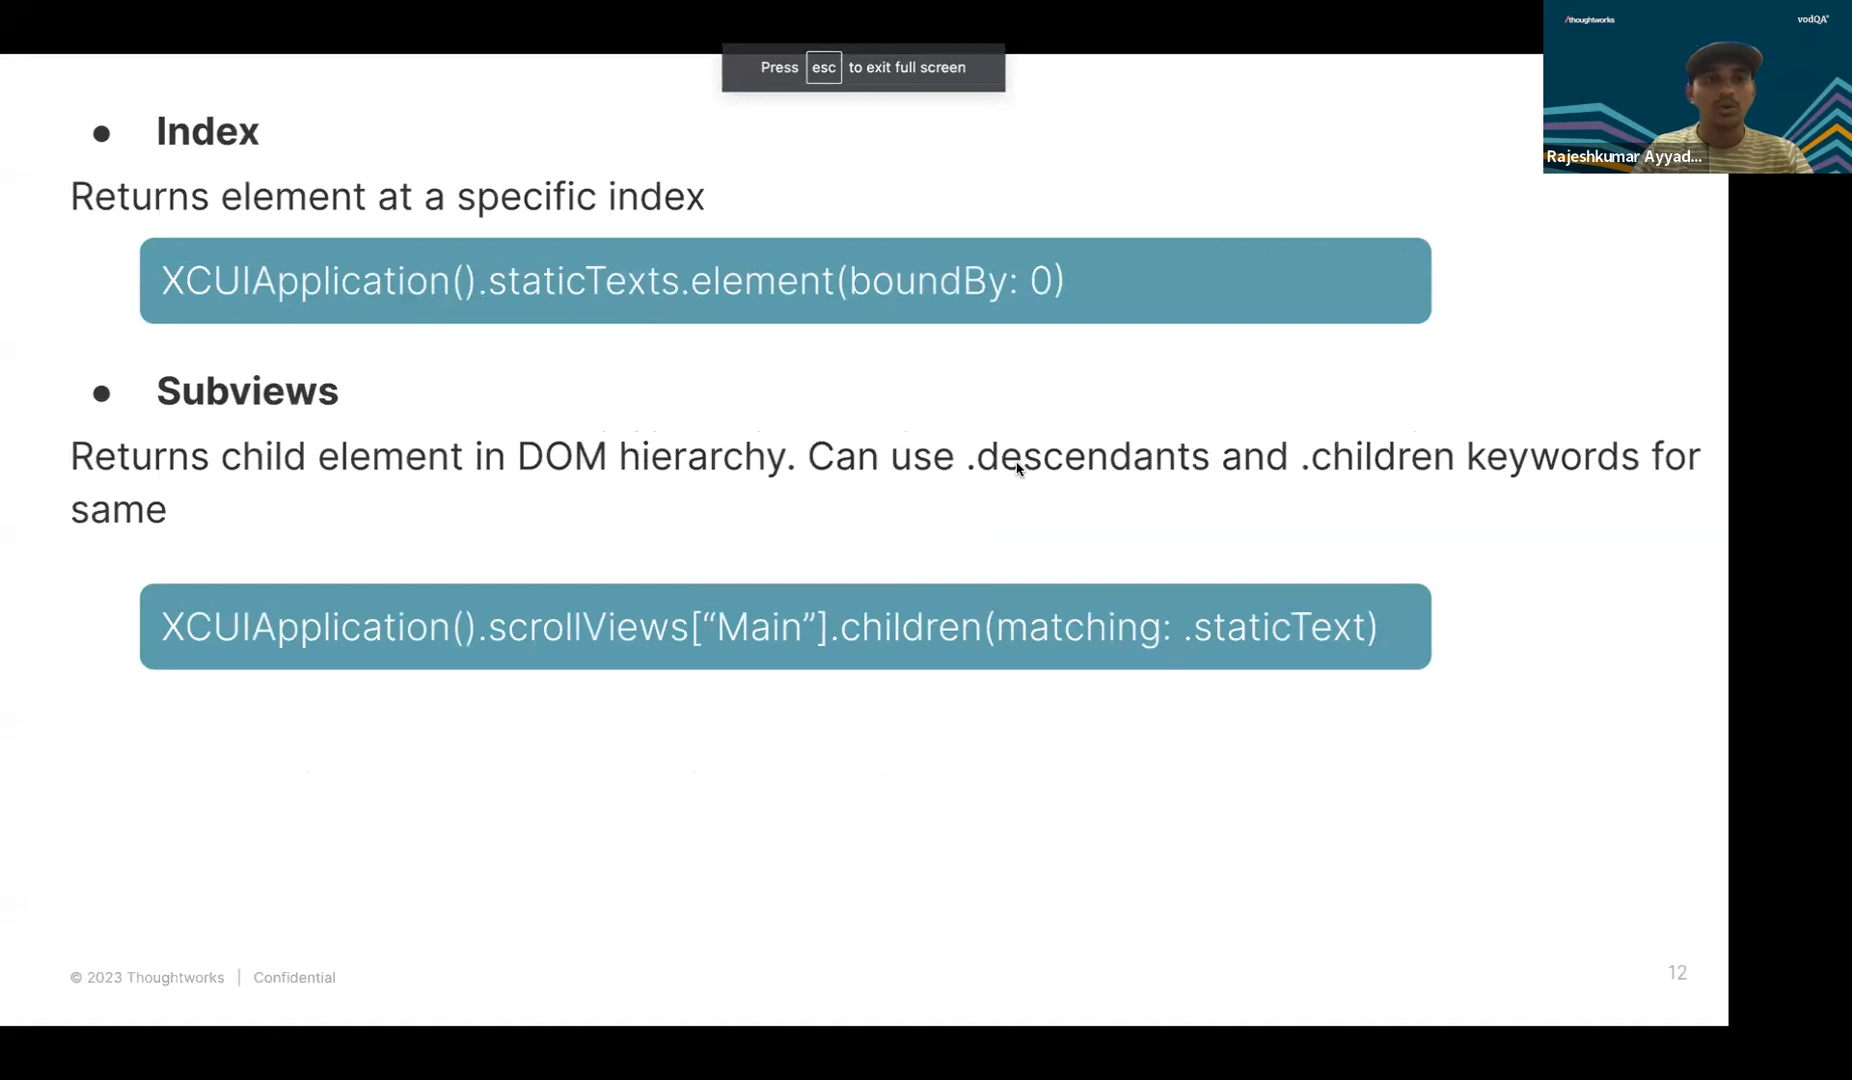 /thoughtworks
vodQA
Press esc to exit full screen
Rajeshkumar Ayyad...
● Index
Returns element at a specific index
XCUIApplication().staticTexts.element(boundBy: 0)
● Subviews
Returns child element in DOM hierarchy. Can use .descendants and .children keywords for
same
XCUIApplication().scrollViews[“Main”].children(matching: .staticText)
© 2023 Thoughtworks | Confidential
12